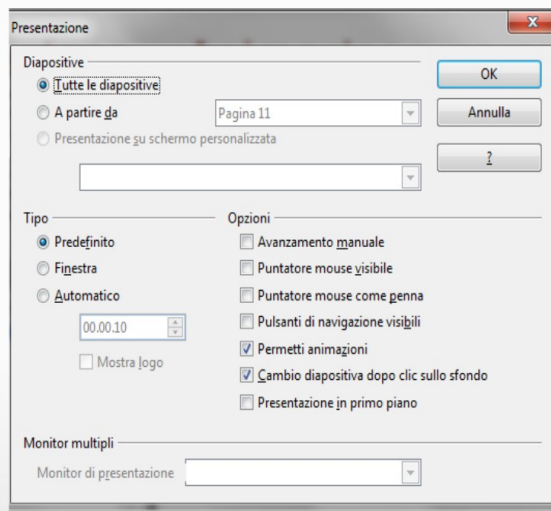 Presentazione
Diapositive
Tutte le diapositive
OK
A partire da
Pagina 11
Annulla
Presentazione su schermo personalizzata
?
Tipo
Opzioni
Predefinito
Avanzamento manuale
Finestra
Puntatore mouse visibile
Automatico
Puntatore mouse come penna
00.00.10
Pulsanti di navigazione visibili
Mostra logo
Permetti animazioni
Cambio diapositiva dopo clic sullo sfondo
Presentazione in primo piano
Monitor multipli
Monitor di presentazione